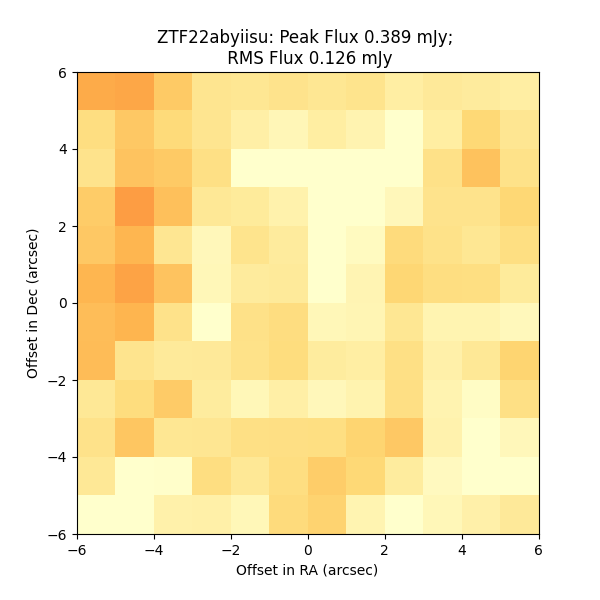 ZTF22abyiisu: Peak Flux 0.389 mJy;
RMS Flux 0.126 mJy
6
4
2
0
−2
−4
−6
Offset in Dec (arcsec)
−6 −4 −2 0 2 4 6
Offset in RA (arcsec)